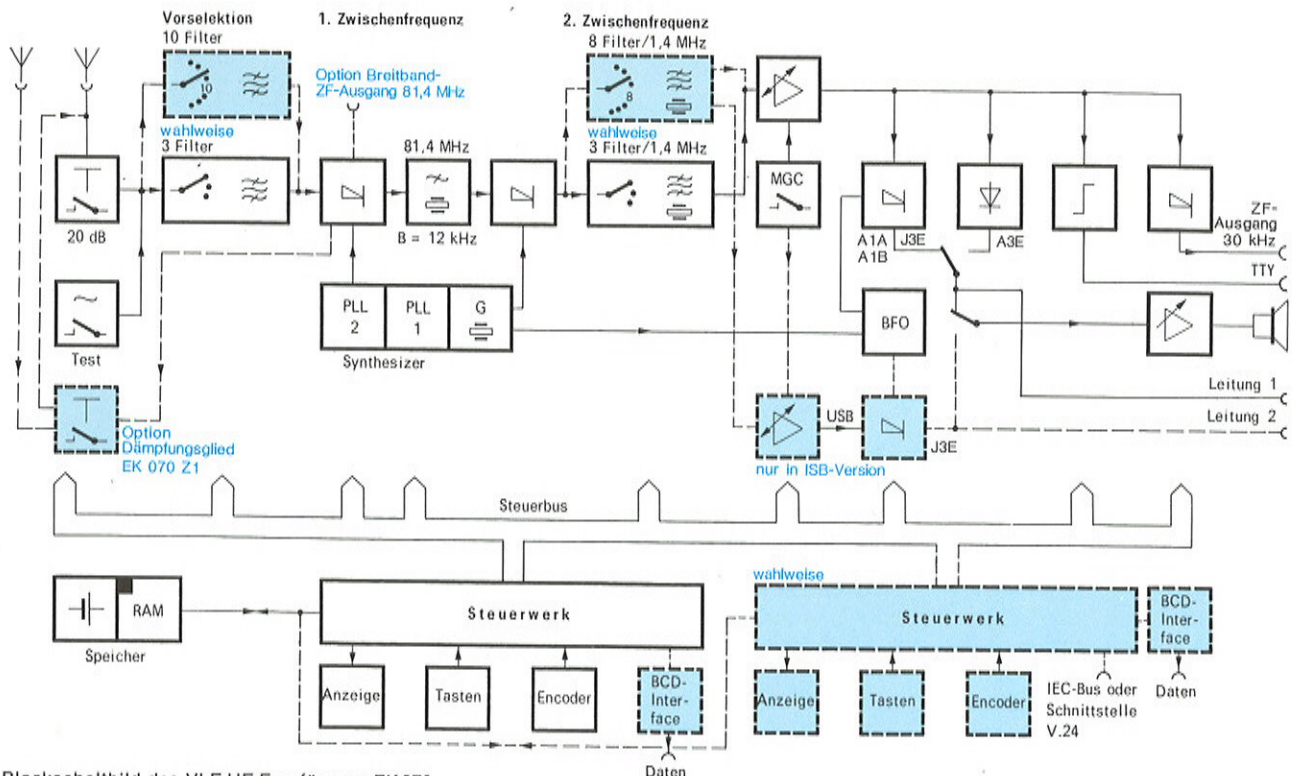 Vorselektion
10 Filter
1. Zwischenfrequenz
2. Zwischenfrequenz
8 Filter/1,4 MHz
10
Option Breitband-
ZF-Ausgang 81,4 MHz
8
wahlweise
3 Filter
81,4 MHz
wahlweise
3 Filter/1,4 MHz
MGC
20 dB
B = 12 kHz
A1A
A1B
J3E
A3E
ZF-
Ausgang
30 kHz
TTY
Test
PLL
2
PLL
1
G
Synthesizer
BFO
Leitung 1
Leitung 2
Option
Dämpfungsglied
EK 070 Z1
USB
J3E
nur in ISB-Version
Steuerbus
wahlweise
RAM
Speicher
Steuerwerk
Steuerwerk
BCD-
Inter-
face
Anzeige
Tasten
Encoder
BCD-
Inter-
face
Anzeige
Tasten
Encoder
IEC-Bus oder
Schnittstelle
V.24
Daten
Daten